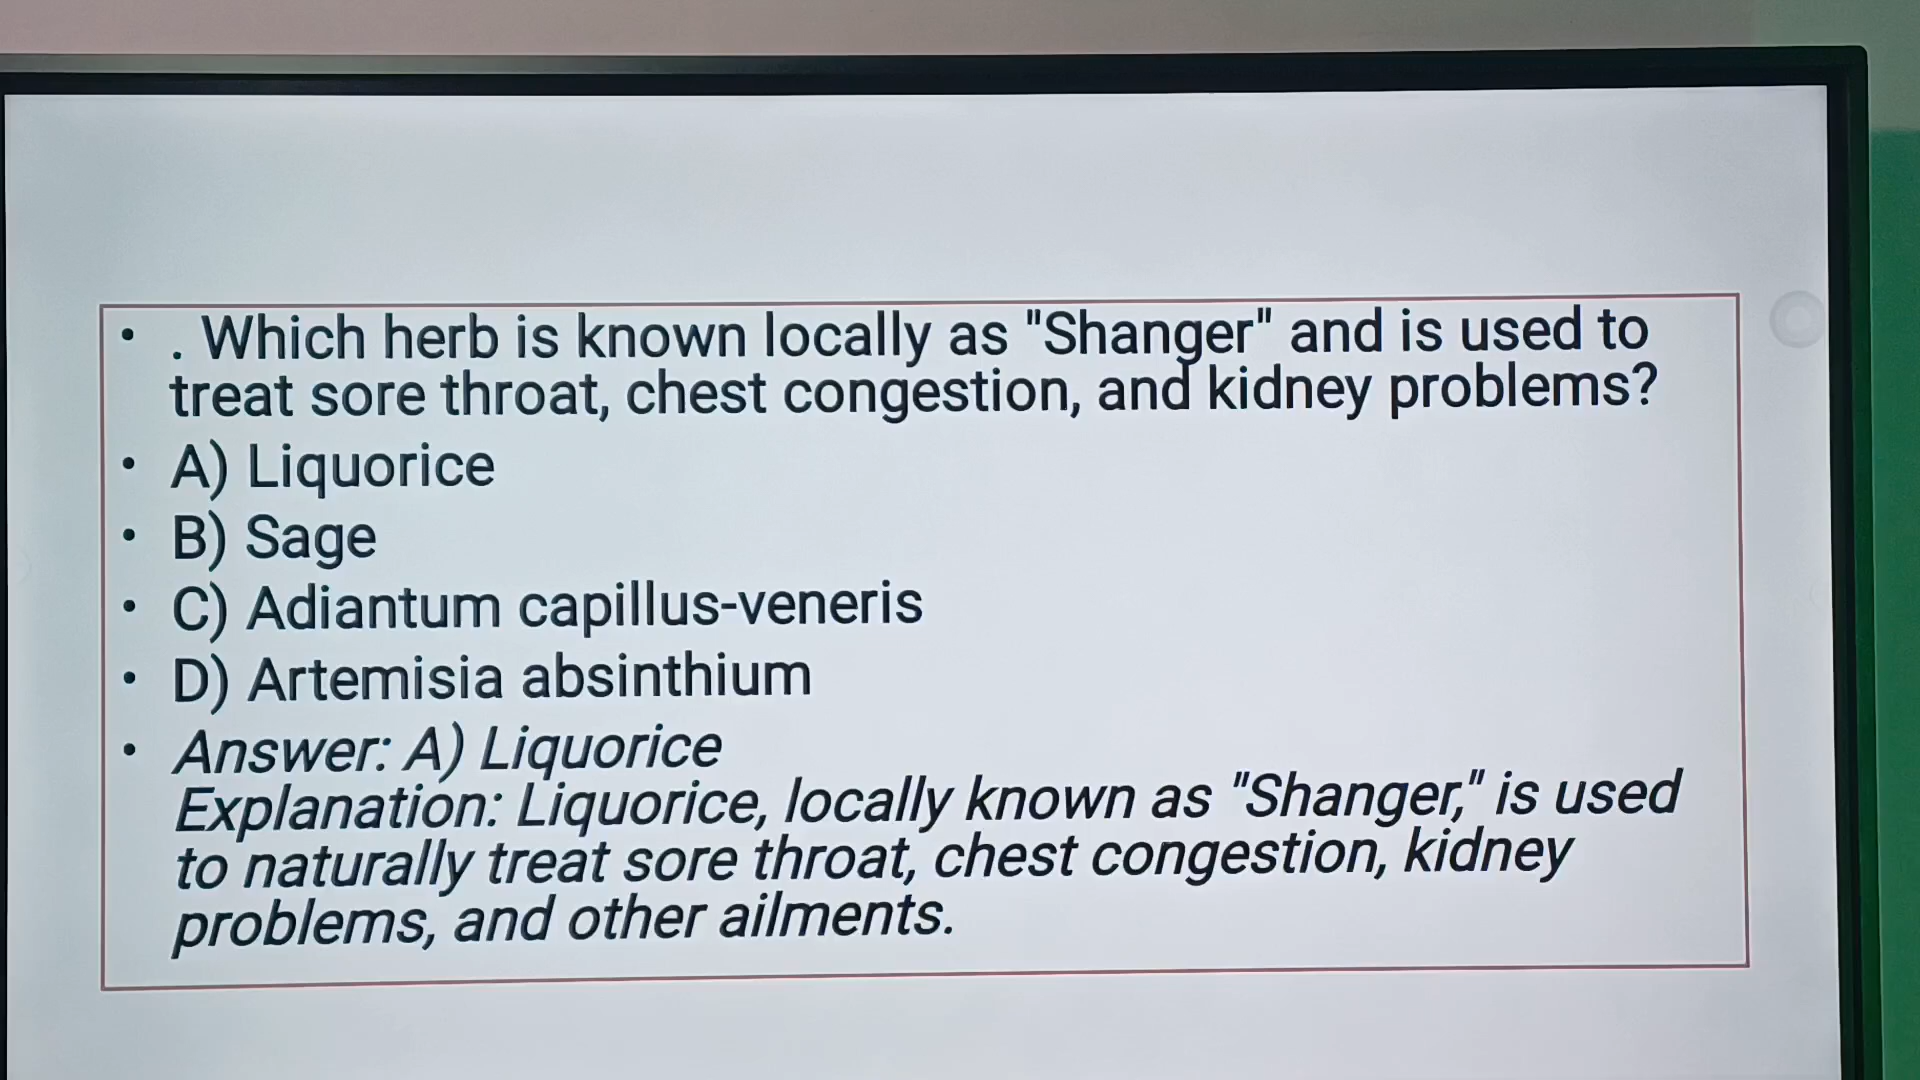 • . Which herb is known locally as "Shanger" and is used to
treat sore throat, chest congestion, and kidney problems?
• A) Liquorice
• B) Sage
• C) Adiantum capillus-veneris
• D) Artemisia absinthium
• Answer: A) Liquorice
Explanation: Liquorice, locally known as "Shanger," is used
to naturally treat sore throat, chest congestion, kidney
problems, and other ailments.